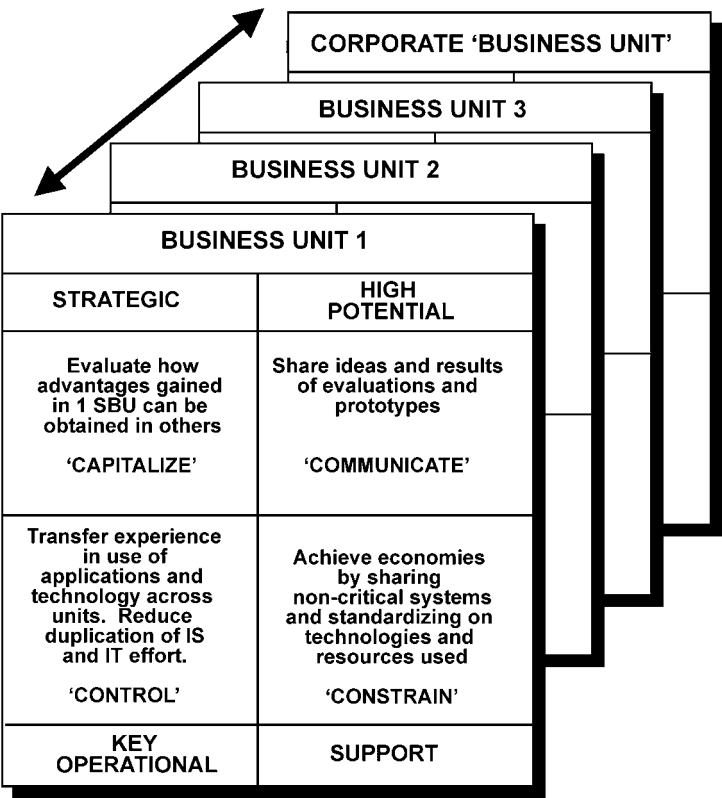 CORPORATE ‘BUSINESS UNIT’
BUSINESS UNIT 3
BUSINESS UNIT 2
BUSINESS UNIT 1
STRATEGIC
HIGH
POTENTIAL
Evaluate how
advantages gained
in 1 SBU can be
obtained in others
‘CAPITALIZE’
Share ideas and results
of evaluations and
prototypes
‘COMMUNICATE’
Transfer experience
in use of
applications and
technology across
units. Reduce
duplication of IS
and IT effort.
‘CONTROL’
Achieve economies
by sharing
non-critical systems
and standardizing on
technologies and
resources used
‘CONSTRAIN’
KEY
OPERATIONAL
SUPPORT